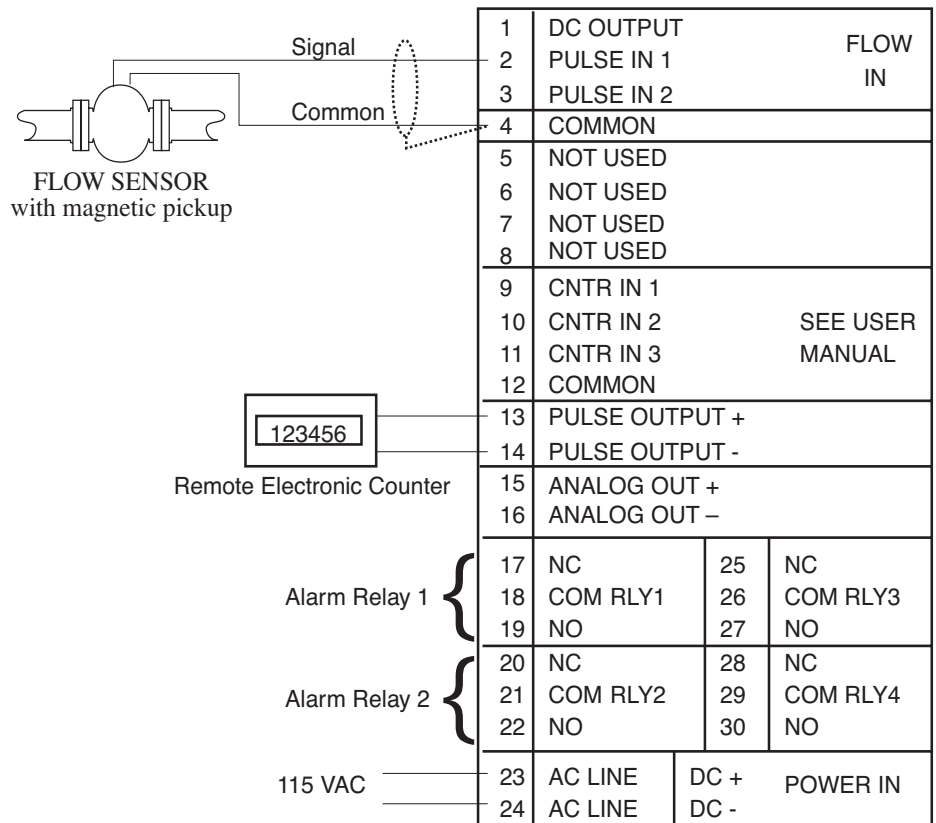 Signal
Common
FLOW SENSOR
with magnetic pickup
1 DC OUTPUT
FLOW
2 PULSE IN 1
IN
3 PULSE IN 2
4 COMMON
5 NOT USED
6 NOT USED
7 NOT USED
8 NOT USED
9 CNTR IN 1
10 CNTR IN 2 SEE USER
11 CNTR IN 3 MANUAL
12 COMMON
123456
Remote Electronic Counter
13 PULSE OUTPUT +
14 PULSE OUTPUT -
15 ANALOG OUT +
16 ANALOG OUT –
Alarm Relay 1 {
17 NC 25 NC
18 COM RLY1 26 COM RLY3
19 NO 27 NO
Alarm Relay 2 {
20 NC 28 NC
21 COM RLY2 29 COM RLY4
22 NO 30 NO
115 VAC
23 AC LINE DC + POWER IN
24 AC LINE DC -